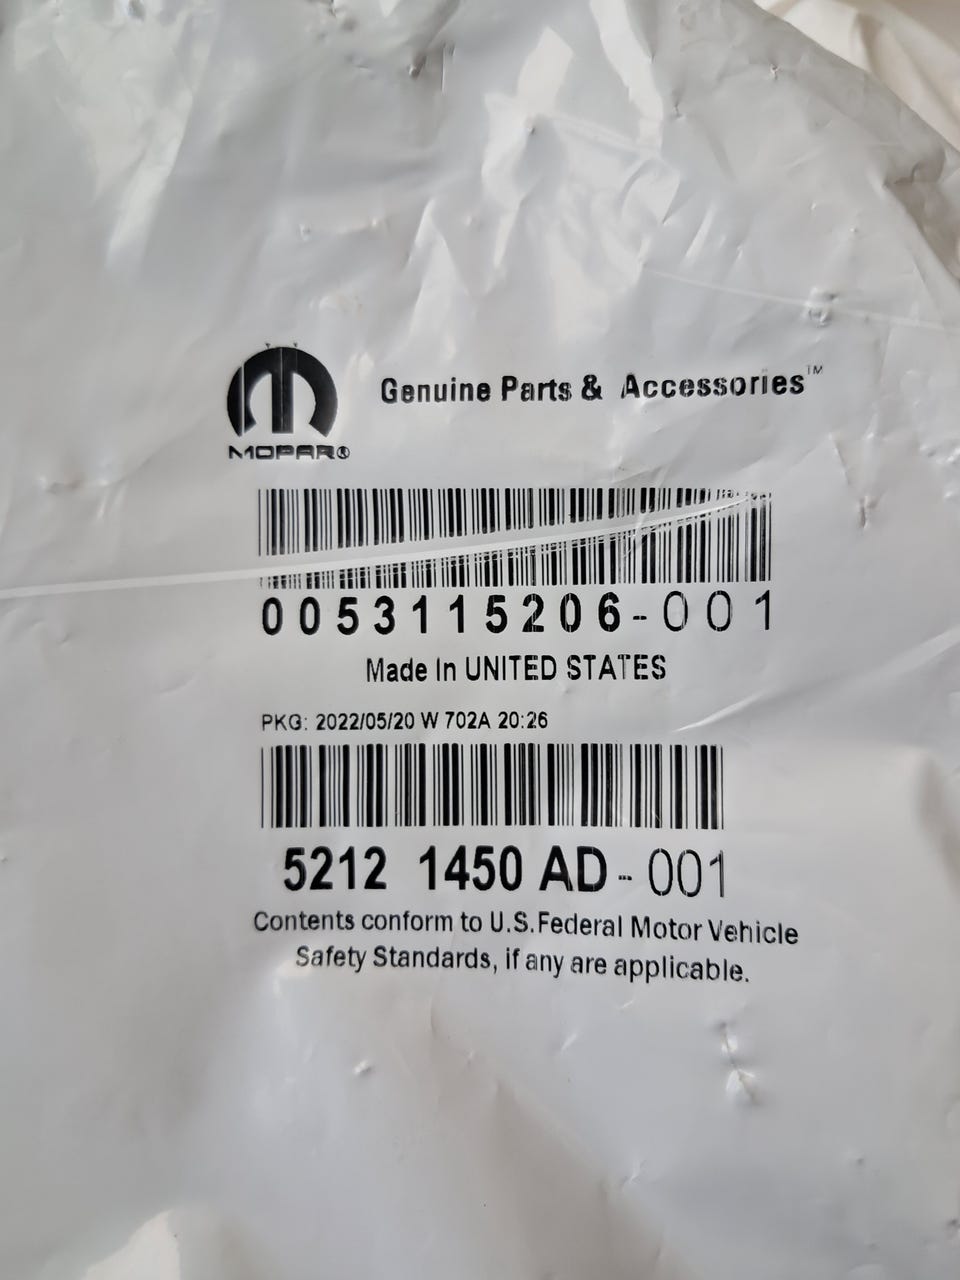 Genuine Parts & Accessories™
MOPAR®
0053115206-001
Made In UNITED STATES
PKG: 2022/05/20 W 702A 20:26
5212 1450 AD-001
Contents conform to U.S.Federal Motor Vehicle
Safety Standards, if any are applicable.